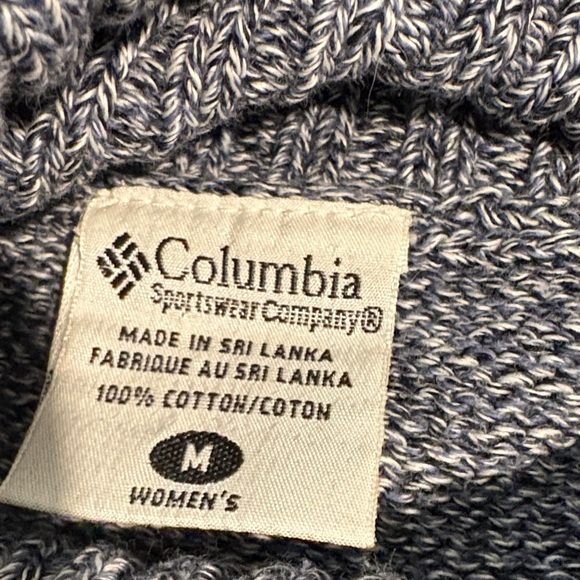 Columbia
Sportswear Company®
MADE IN SRI LANKA
FABRIQUE AU SRI LANKA
100% COTTON/COTON
M
WOMEN'S